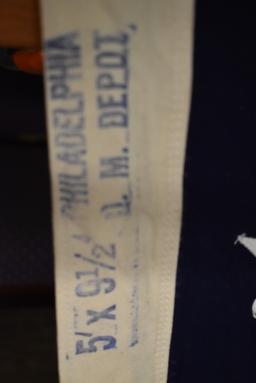 5' X 9 1/2' PHILADELPHIA
Q. M. DEPOT,